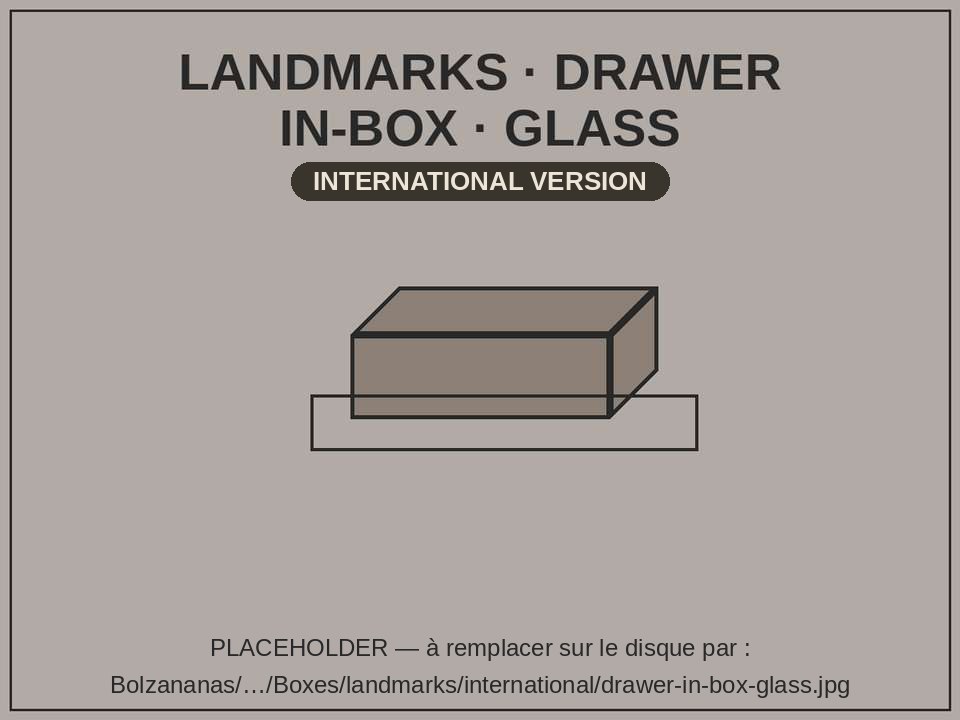 LANDMARKS · DRAWER
IN-BOX · GLASS
INTERNATIONAL VERSION
PLACEHOLDER — à remplacer sur le disque par :
Bolzananas/…/Boxes/landmarks/international/drawer-in-box-glass.jpg